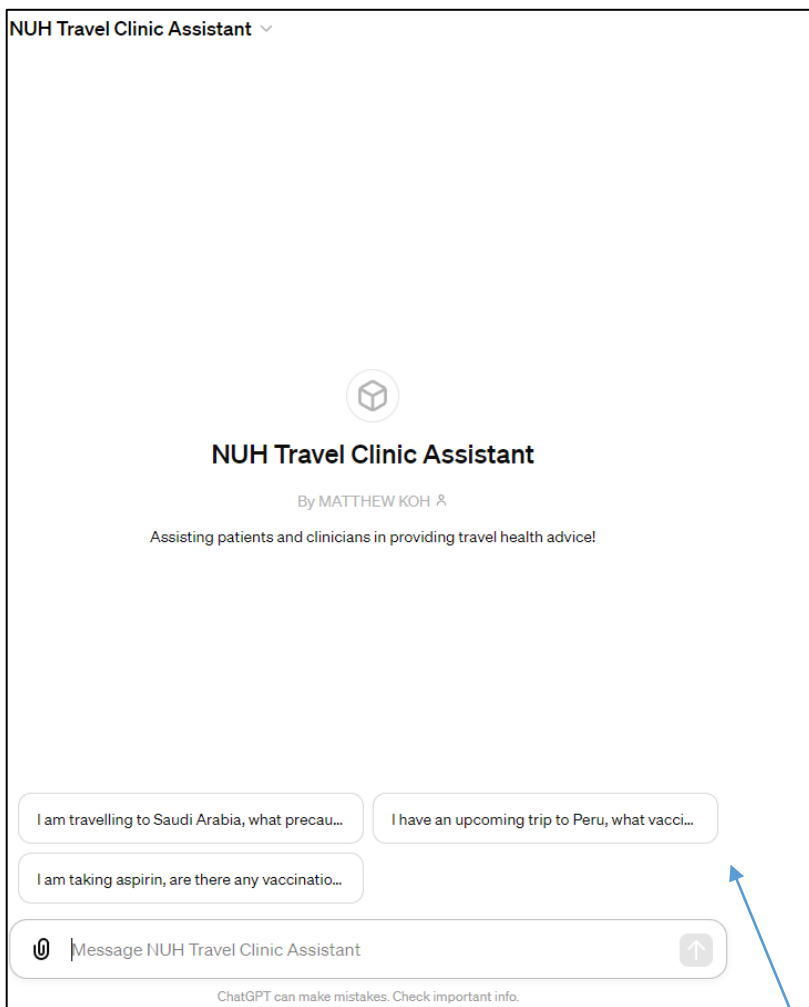 NUH Travel Clinic Assistant
NUH Travel Clinic Assistant
By MATTHEW KOH
Assisting patients and clinicians in providing travel health advice!
I am travelling to Saudi Arabia, what precau...
I have an upcoming trip to Peru, what vacci...
I am taking aspirin, are there any vaccinatio...
Message NUH Travel Clinic Assistant
ChatGPT can make mistakes. Check important info.